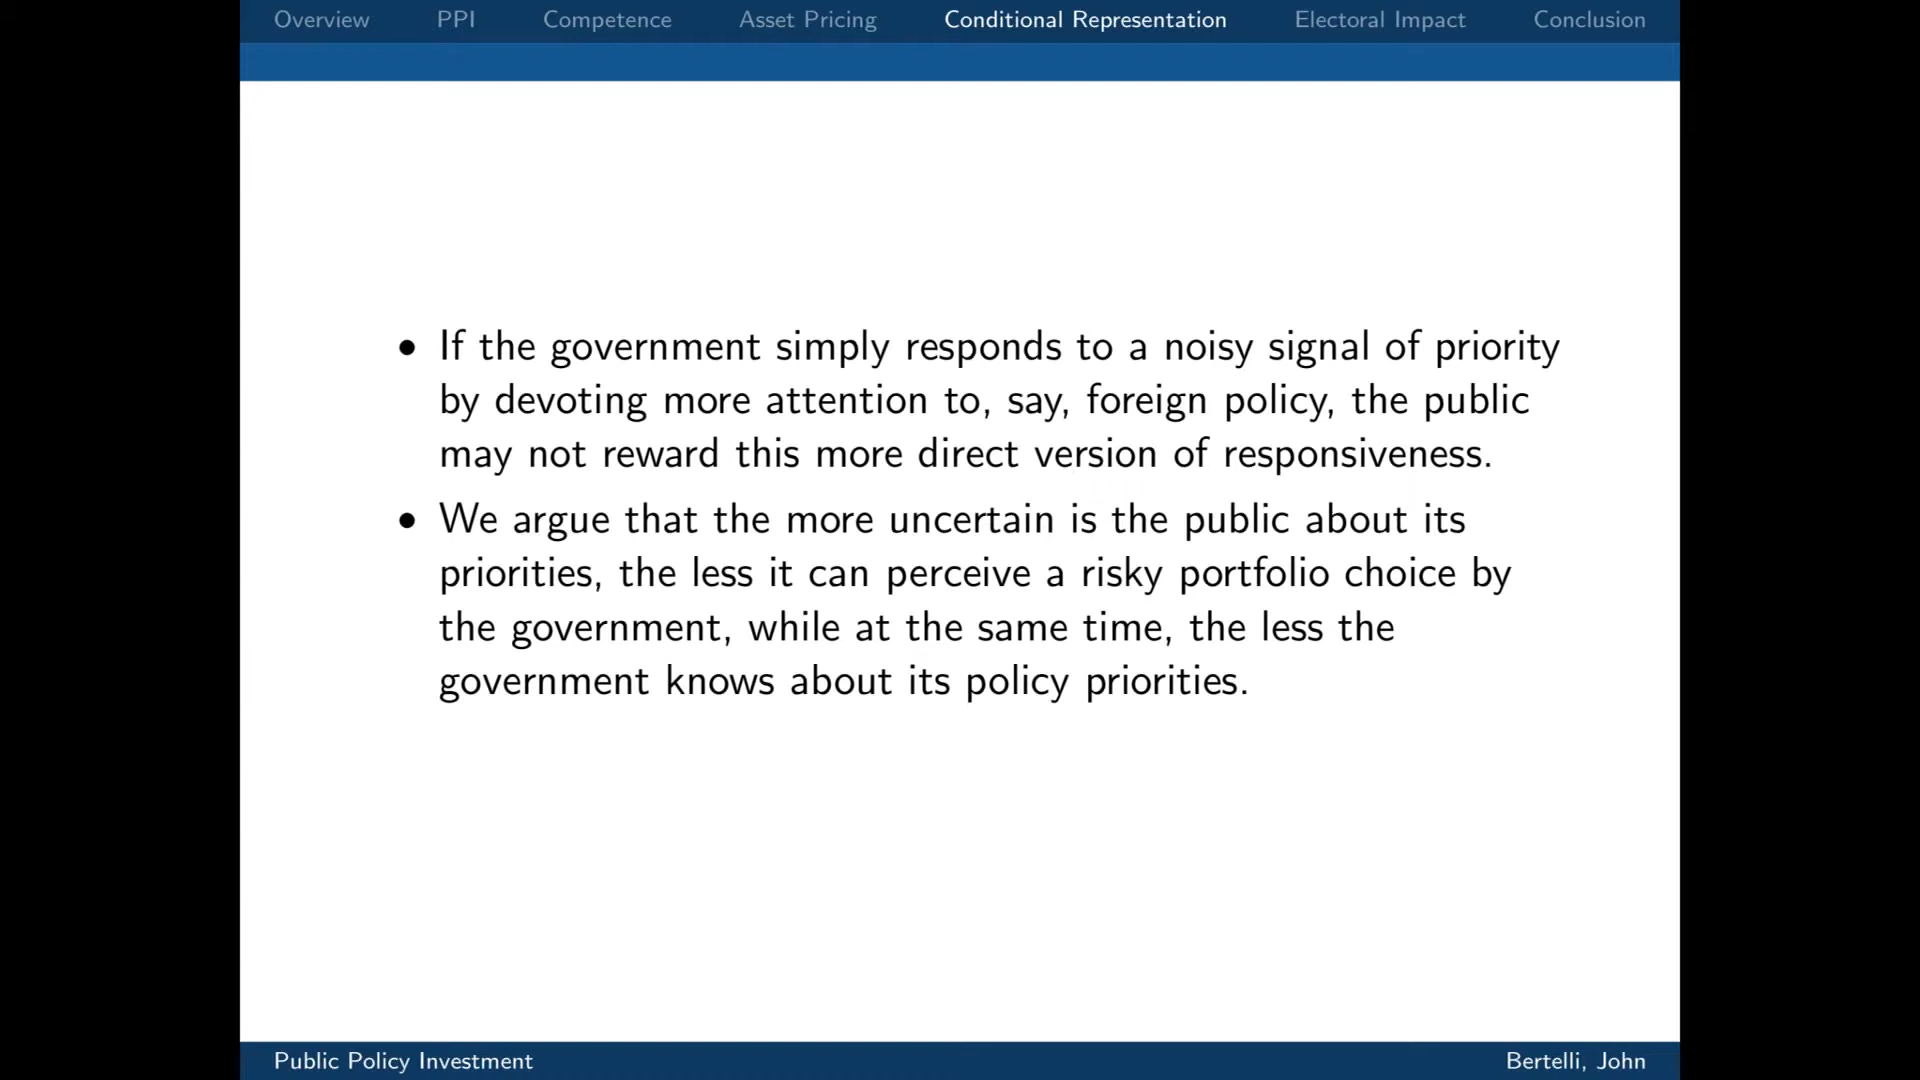 Overview PPI Competence Asset Pricing Conditional Representation Electoral Impact Conclusion
• If the government simply responds to a noisy signal of priority
by devoting more attention to, say, foreign policy, the public
may not reward this more direct version of responsiveness.
• We argue that the more uncertain is the public about its
priorities, the less it can perceive a risky portfolio choice by
the government, while at the same time, the less the
government knows about its policy priorities.
Public Policy Investment Bertelli, John